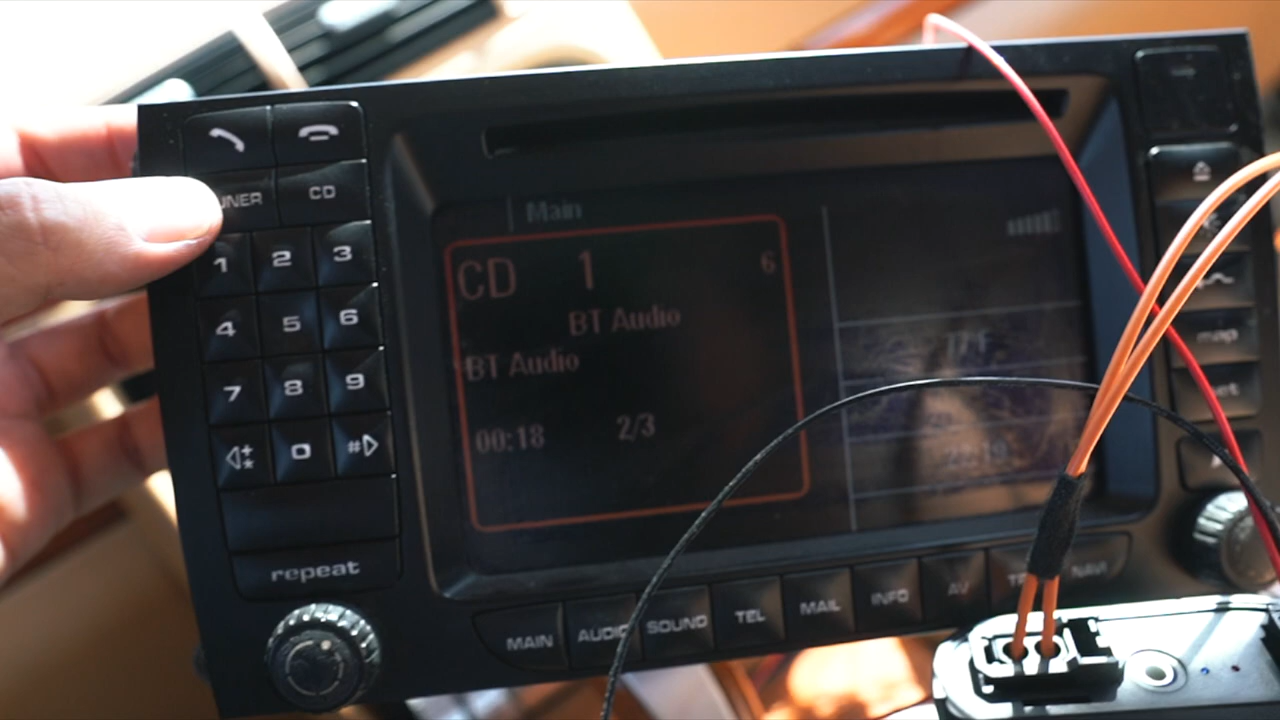 CD
1 2 3
4 5 6
7 8 9
* 0 #
repeat
Main
CD 1 6
BT Audio
BT Audio
00:18 2/3
map
MAIN AUDIO SOUND TEL MAIL INFO AV NAVI